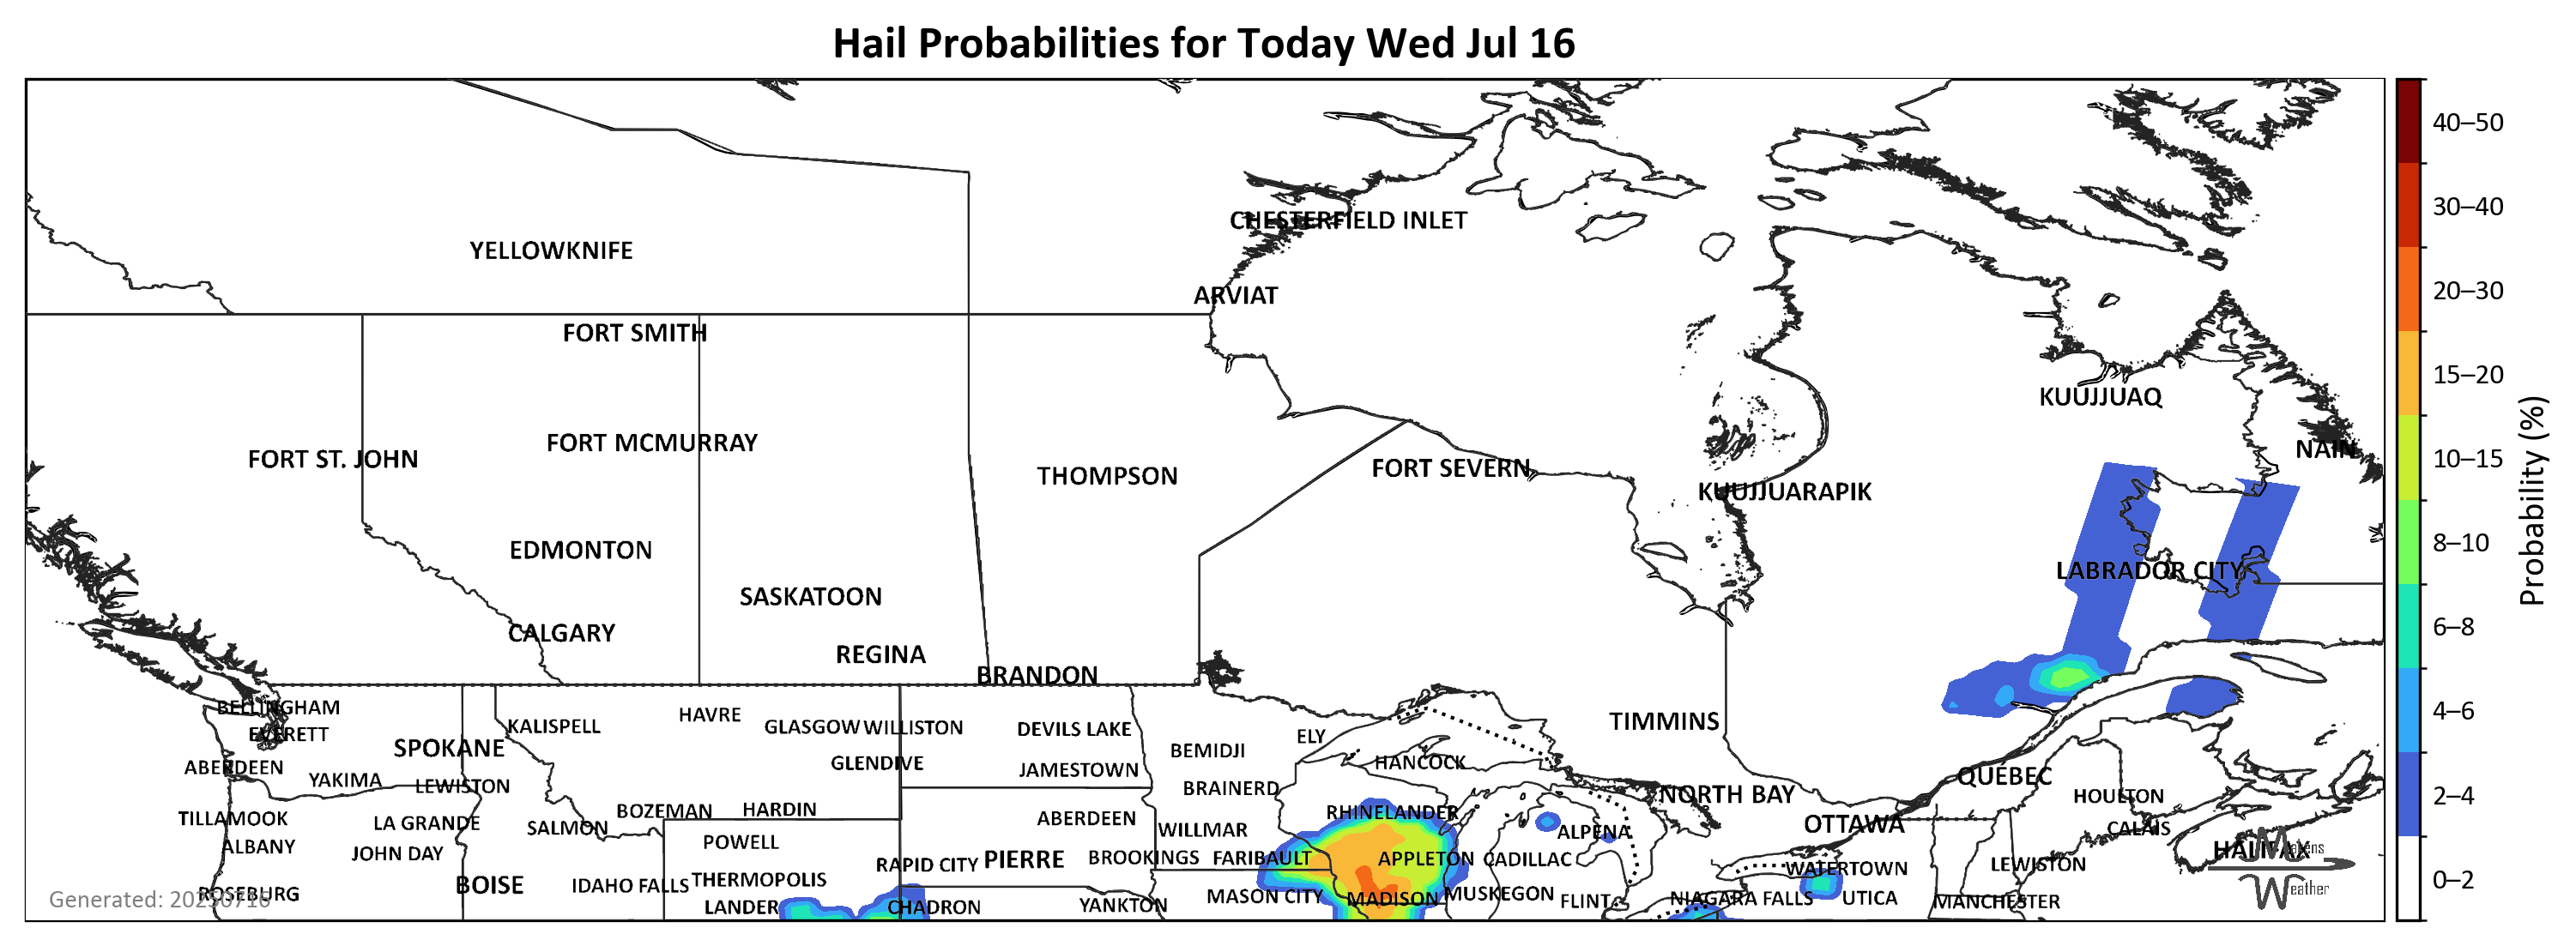 Hail Probabilities for Today Wed Jul 16
40–50
30–40
20–30
15–20
10–15
8–10
6–8
4–6
2–4
0–2
Probability (%)
CHESTERFIELD INLET
YELLOWKNIFE
ARVIAT
FORT SMITH
KUUJJUAQ
FORT MCMURRAY
NAIN
FORT ST. JOHN
FORT SEVERN
THOMPSON
KUUJJUARAPIK
EDMONTON
LABRADOR CITY
SASKATOON
CALGARY
REGINA
BRANDON
BELLINGHAM
HAVRE
TIMMINS
KALISPELL
GLASGOW
WILLISTON
DEVILS LAKE
EVERETT
ELY
SPOKANE
BEMIDJI
GLENDIVE
HANCOCK
ABERDEEN
JAMESTOWN
QUÉBEC
YAKIMA
LEWISTON
BRAINERD
NORTH BAY
HOULTON
BOZEMAN
HARDIN
RHINELANDER
TILLAMOOK
LA GRANDE
SALMON
ABERDEEN
WILLMAR
ALPENA
OTTAWA
CALAIS
ALBANY
JOHN DAY
POWELL
HALIFAX
RAPID CITY
PIERRE
BROOKINGS
FARIBAULT
APPLETON
CADILLAC
WATERTOWN
LEWISTON
BOISE
IDAHO FALLS
THERMOPOLIS
ROSEBURG
MASON CITY
MADISON
MUSKEGON
FLINT
NIAGARA FALLS
UTICA
MANCHESTER
LANDER
CHADRON
YANKTON
Generated: 20250716
Weather